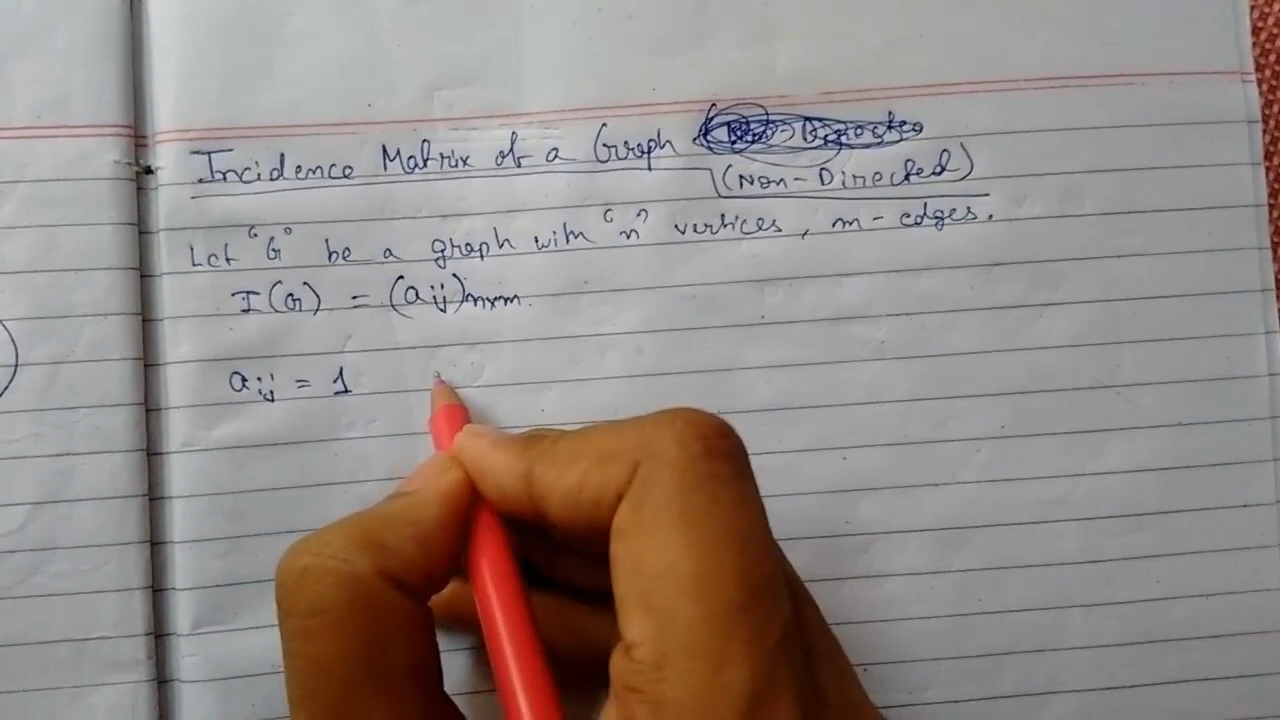 Incidence Matrix of a Graph
(Non-Directed)
Let "G" be a graph with "n" vertices, m-edges.
I(G) = (aij)n×m.
aij = 1